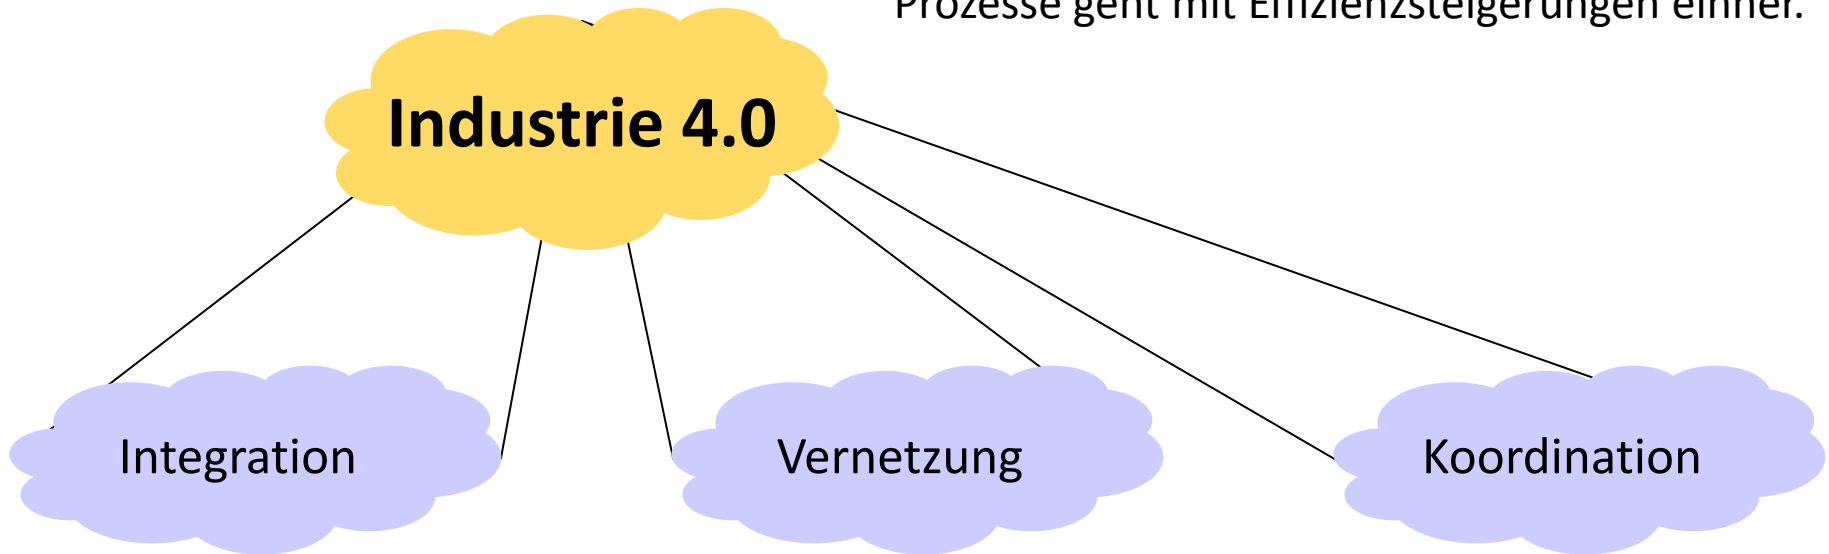 Prozesse geht mit Effizienzsteigerungen einher.
Industrie 4.0
Integration
Vernetzung
Koordination